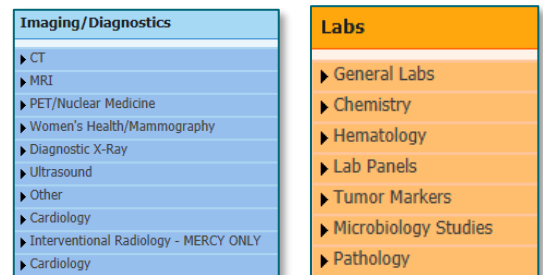 Imaging/Diagnostics
CT
MRI
PET/Nuclear Medicine
Women's Health/Mammography
Diagnostic X-Ray
Ultrasound
Other
Cardiology
Interventional Radiology - MERCY ONLY
Cardiology
Labs
General Labs
Chemistry
Hematology
Lab Panels
Tumor Markers
Microbiology Studies
Pathology